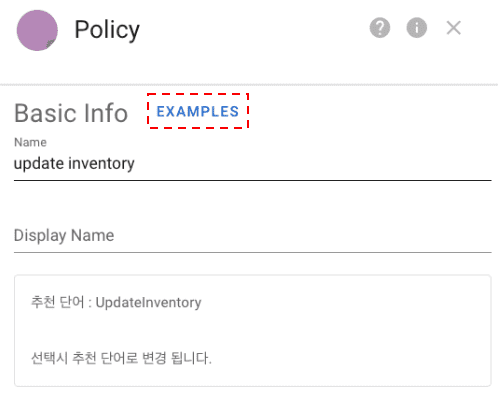 Policy
Basic Info EXAMPLES
Name
update inventory
Display Name
추천 단어 : UpdateInventory
선택시 추천 단어로 변경 됩니다.